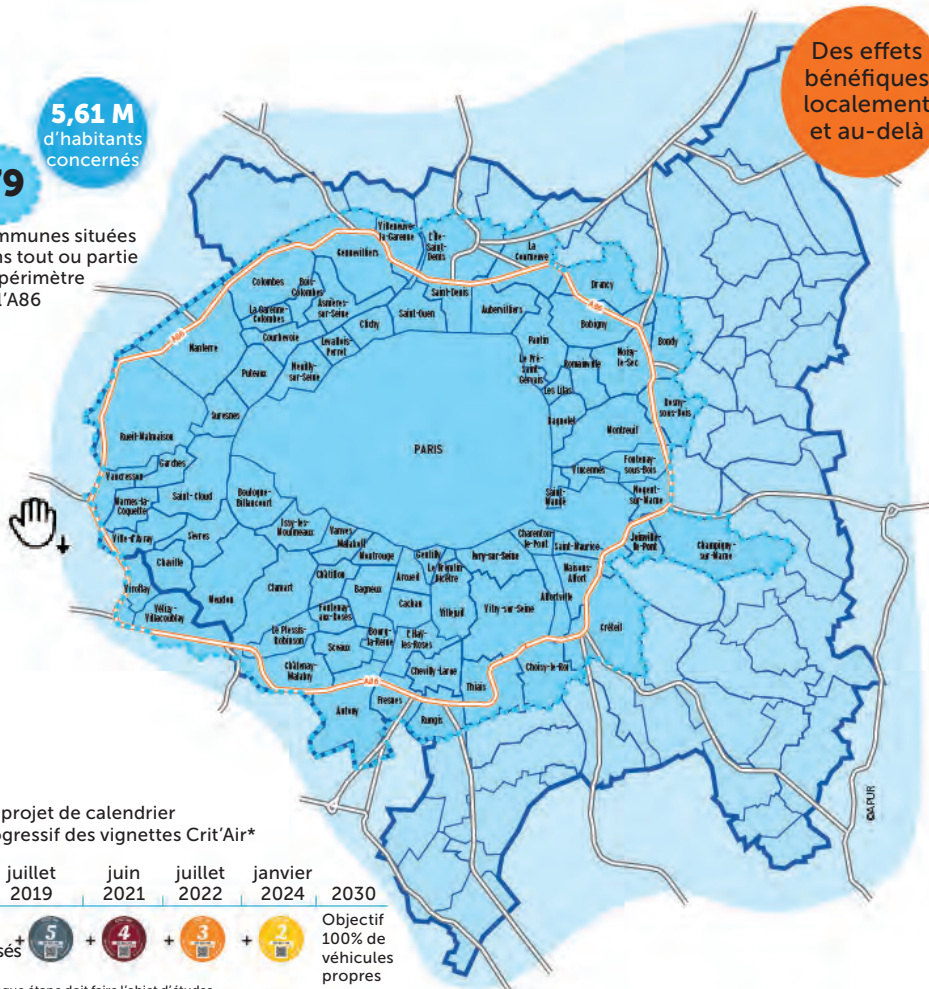 Des effets
bénéfiques
localement
et au-delà
5,61 M
d'habitants
concernés
79
mmunes situées
ns tout ou partie
périmètre
l'A86
Villeneuve-
la-Garenne
L'Île-
Saint-
Denis
La
Courneuve
Gennevilliers
Saint-Denis
Drancy
Colombes
Bois-
Colombes
Asnières-
sur-Seine
La Garenne-
Colombes
Courbevoie
Clichy
Saint-Ouen
Aubervilliers
A86
Bobigny
Pantin
Bondy
A86
Nanterre
Levallois-
Perret
Neuilly-
sur-Seine
Puteaux
Le Pré-
Saint-
Gervais
Romainville
Noisy-
le-Sec
Les Lilas
Rosny-
sous-Bois
Suresnes
Bagnolet
Montreuil
Rueil-Malmaison
PARIS
Garches
Vaucresson
Vincennes
Fontenay-
sous-Bois
Marnes-la-
Coquette
Saint-Cloud
Boulogne-
Billancourt
Saint-
Mandé
Nogent-
sur-Marne
Ville-d'Avray
Sèvres
Issy-les-
Moulineaux
Vanves
Malakoff
Montrouge
Gentilly
Le Kremlin-
Bicêtre
Ivry-sur-Seine
Charenton-
le-Pont
Saint-Maurice
Joinville-
le-Pont
Champigny-
sur-Marne
Chaville
Viroflay
Vélizy-
Villacoublay
Meudon
Clamart
Châtillon
Bagneux
Arcueil
Cachan
Villejuif
Vitry-sur-Seine
Maisons-
Alfort
Alfortville
Créteil
Fontenay-
aux-Roses
Le Plessis-
Robinson
Sceaux
Bourg-
la-Reine
L'Haÿ-
les-Roses
Châtenay-
Malabry
Chevilly-Larue
Thiais
Choisy-le-Roi
A86
Antony
Fresnes
Rungis
©APUR
projet de calendrier
ogressif des vignettes Crit'Air*
juillet
2019
juin
2021
juillet
2022
janvier
2024
2030
sés + 5 + 4 + 3 + 2
Objectif
100% de
véhicules
propres
que étape doit faire l'objet d'études